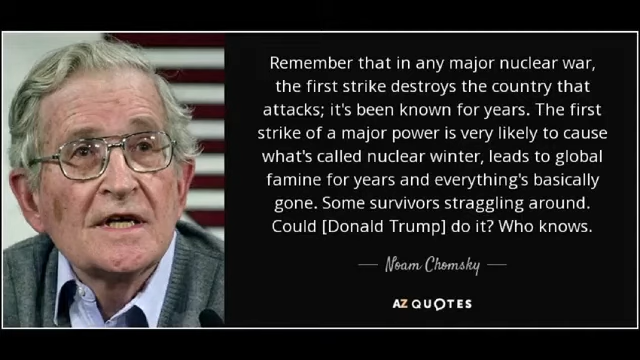 Remember that in any major nuclear war,
the first strike destroys the country that
attacks; it's been known for years. The first
strike of a major power is very likely to cause
what's called nuclear winter, leads to global
famine for years and everything's basically
gone. Some survivors straggling around.
Could [Donald Trump] do it? Who knows.
Noam Chomsky
AZ QUOTES